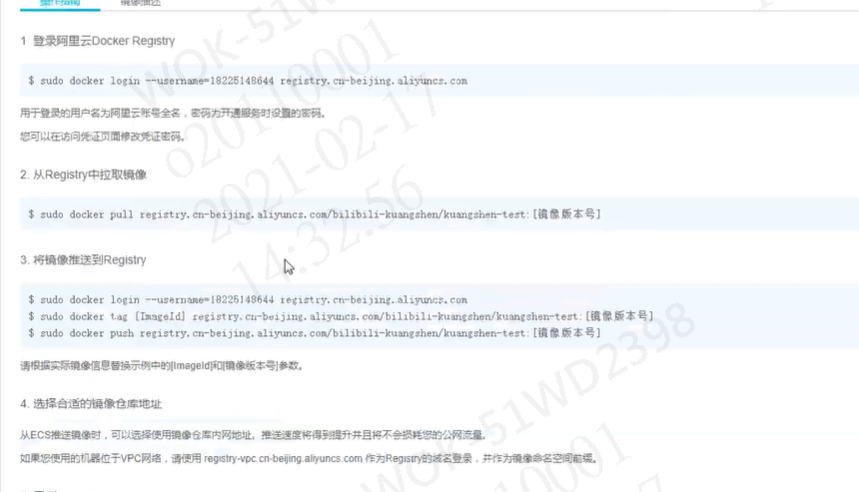 操作指南 镜像描述
1 登录阿里云Docker Registry
$ sudo docker login --username=18225148644 registry.cn-beijing.aliyuncs.com
用于登录的用户名为阿里云账号全名，密码为开通服务时设置的密码。
您可以在访问凭证页面修改凭证密码。
2. 从Registry中拉取镜像
$ sudo docker pull registry.cn-beijing.aliyuncs.com/bilibili-kuangshen/kuangshen-test:[镜像版本号]
3. 将镜像推送到Registry
$ sudo docker login --username=18225148644 registry.cn-beijing.aliyuncs.com
$ sudo docker tag [ImageId] registry.cn-beijing.aliyuncs.com/bilibili-kuangshen/kuangshen-test:[镜像版本号]
$ sudo docker push registry.cn-beijing.aliyuncs.com/bilibili-kuangshen/kuangshen-test:[镜像版本号]
请根据实际镜像信息替换示例中的[ImageId]和[镜像版本号]参数。
4. 选择合适的镜像仓库地址
从ECS推送镜像时，可以选择使用镜像仓库内网地址。推送速度将得到提升并且将不会损耗您的公网流量。
如果您使用的机器位于VPC网络，请使用 registry-vpc.cn-beijing.aliyuncs.com 作为Registry的域名登录，并作为镜像命名空间前缀。
WOK-51W
o20110001
2021-02-17
14:32:56
WOK-51WD2398